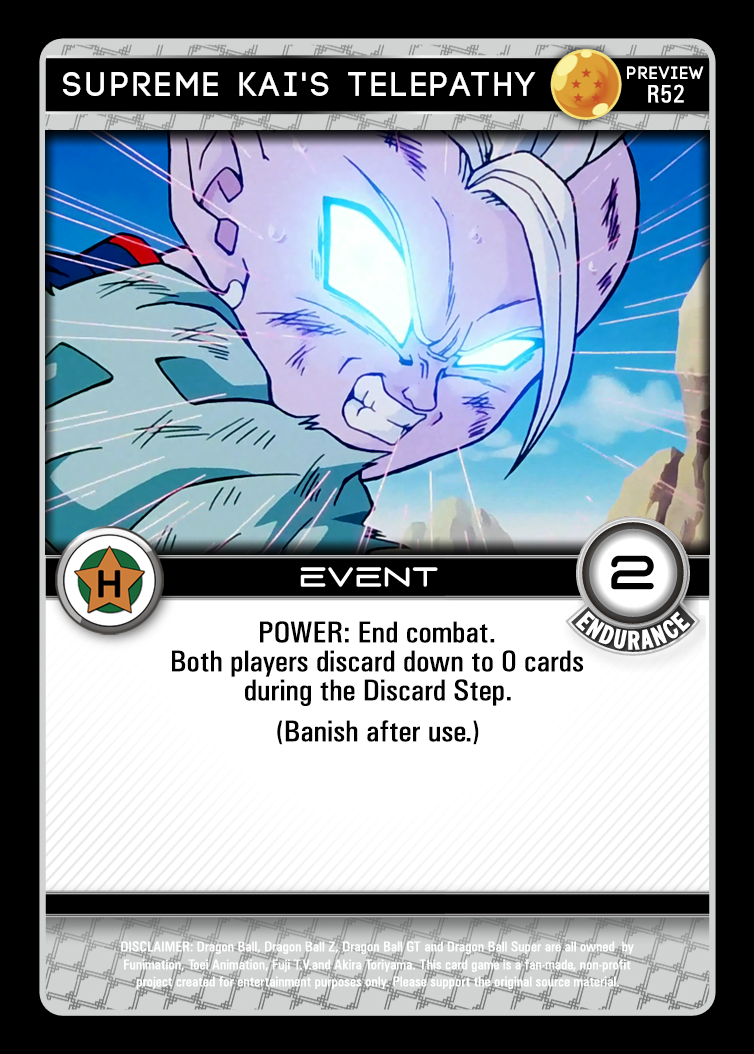 SUPREME KAI'S TELEPATHY
PREVIEW
R52
H
EVENT
2
ENDURANCE
POWER: End combat.
Both players discard down to 0 cards
during the Discard Step.
(Banish after use.)
DISCLAIMER: Dragon Ball, Dragon Ball Z, Dragon Ball GT and Dragon Ball Super are all owned by
Funimation, Toei Animation, Fuji T.V.and Akira Toriyama. This card game is a fan-made, non-profit
project created for entertainment purposes only. Please support the original source material.